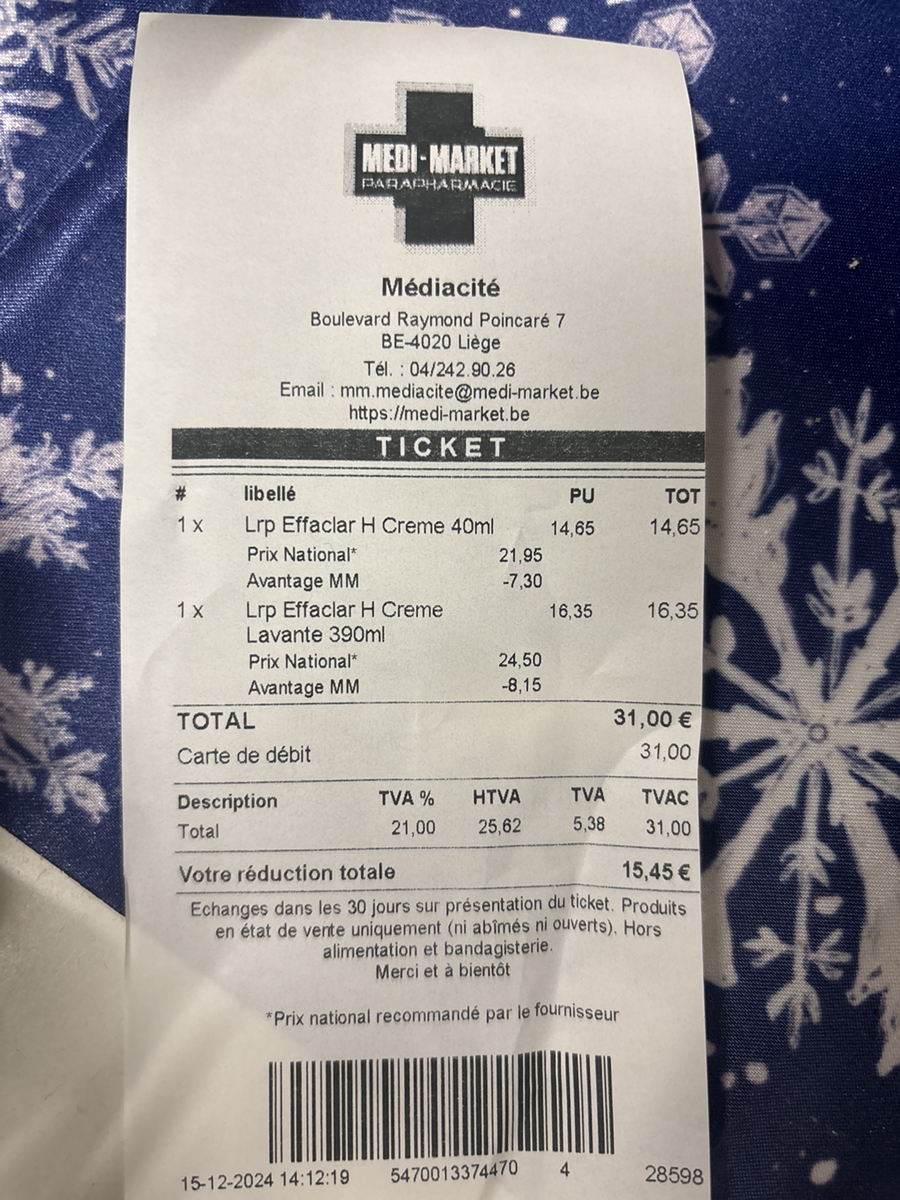 MEDI-MARKET
PARAPHARMACIE
Médiacité
Boulevard Raymond Poincaré 7
BE-4020 Liège
Tél. : 04/242.90.26
Email : mm.mediacite@medi-market.be
https://medi-market.be
TICKET
# libellé PU TOT
1 x Lrp Effaclar H Creme 40ml 14,65 14,65
Prix National* 21,95
Avantage MM -7,30
1 x Lrp Effaclar H Creme 16,35 16,35
Lavante 390ml
Prix National* 24,50
Avantage MM -8,15
TOTAL 31,00 €
Carte de débit 31,00
Description TVA % HTVA TVA TVAC
Total 21,00 25,62 5,38 31,00
Votre réduction totale 15,45 €
Echanges dans les 30 jours sur présentation du ticket. Produits
en état de vente uniquement (ni abîmés ni ouverts). Hors
alimentation et bandagisterie.
Merci et à bientôt
*Prix national recommandé par le fournisseur
15-12-2024 14:12:19 5470013374470 4 28598